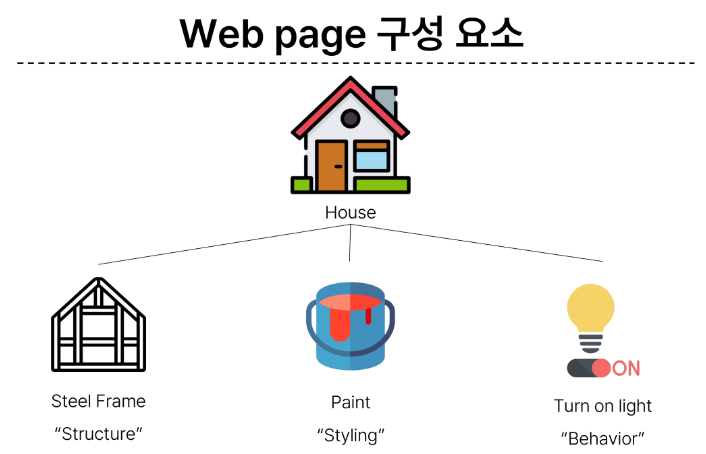 Web page 구성 요소
House
ON
Steel Frame
Paint
Turn on light
“Structure”
“Styling”
“Behavior”